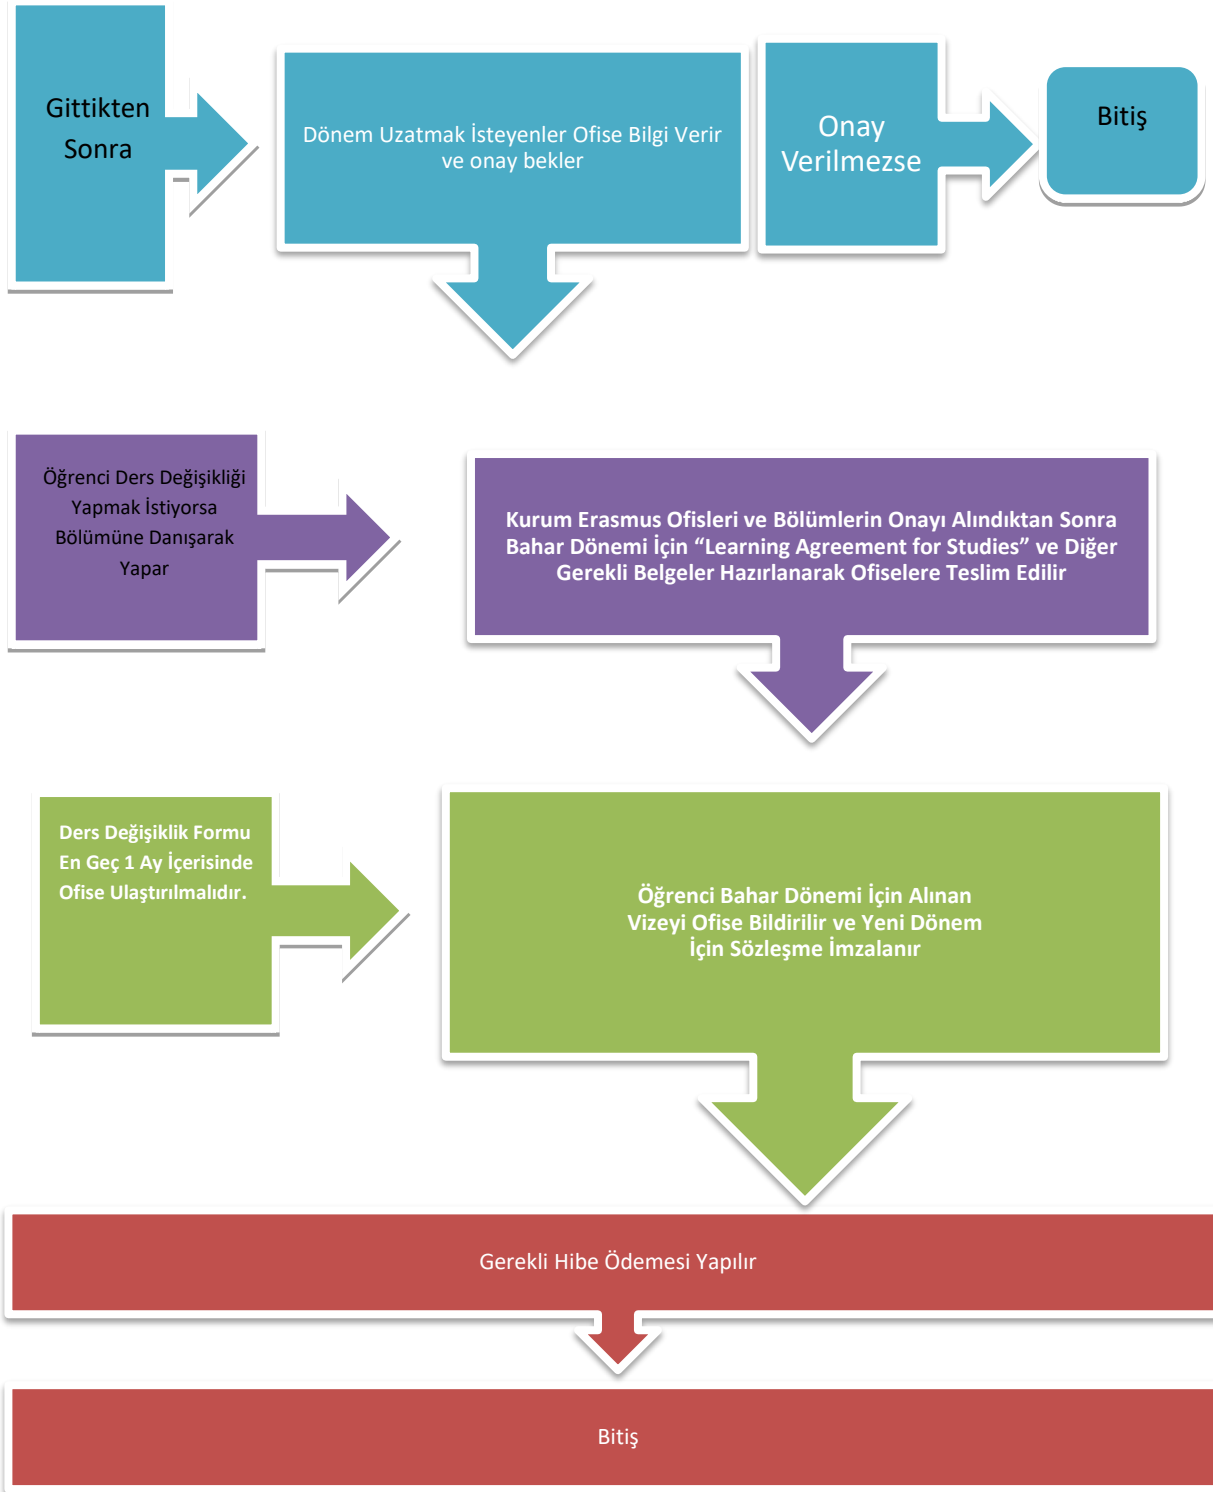 Gittikten
Sonra
Dönem Uzatmak İsteyenler Ofise Bilgi Verir
ve onay bekler
Onay
Verilmezse
Bitiş
Öğrenci Ders Değişikliği
Yapmak İstiyorsa
Bölümüne Danışarak
Yapar
Kurum Erasmus Ofisleri ve Bölümlerin Onayı Alındıktan Sonra
Bahar Dönemi İçin “Learning Agreement for Studies” ve Diğer
Gerekli Belgeler Hazırlanarak Ofiselere Teslim Edilir
Ders Değişiklik Formu
En Geç 1 Ay İçerisinde
Ofise Ulaştırılmalıdır.
Öğrenci Bahar Dönemi İçin Alınan
Vizeyi Ofise Bildirilir ve Yeni Dönem
İçin Sözleşme İmzalanır
Gerekli Hibe Ödemesi Yapılır
Bitiş